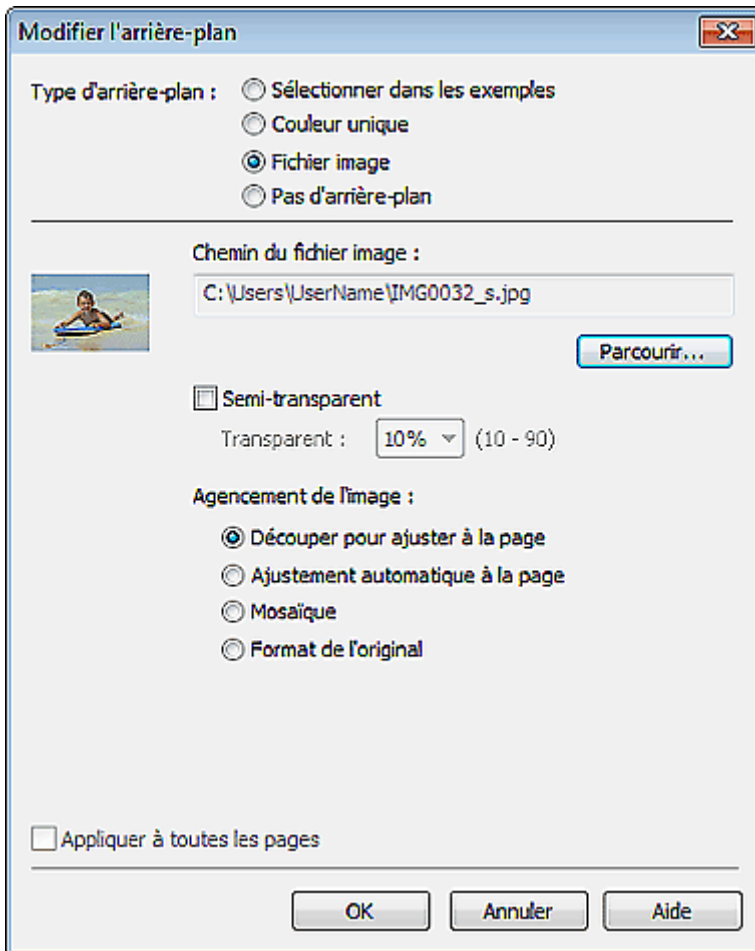 Modifier l'arrière-plan
Type d'arrière-plan :
Sélectionner dans les exemples
Couleur unique
Fichier image
Pas d'arrière-plan
Chemin du fichier image :
C:\Users\UserName\IMG0032_s.jpg
Parcourir...
Semi-transparent
Transparent : 10% (10 - 90)
Agencement de l'image :
Découper pour ajuster à la page
Ajustement automatique à la page
Mosaïque
Format de l'original
Appliquer à toutes les pages
OK Annuler Aide